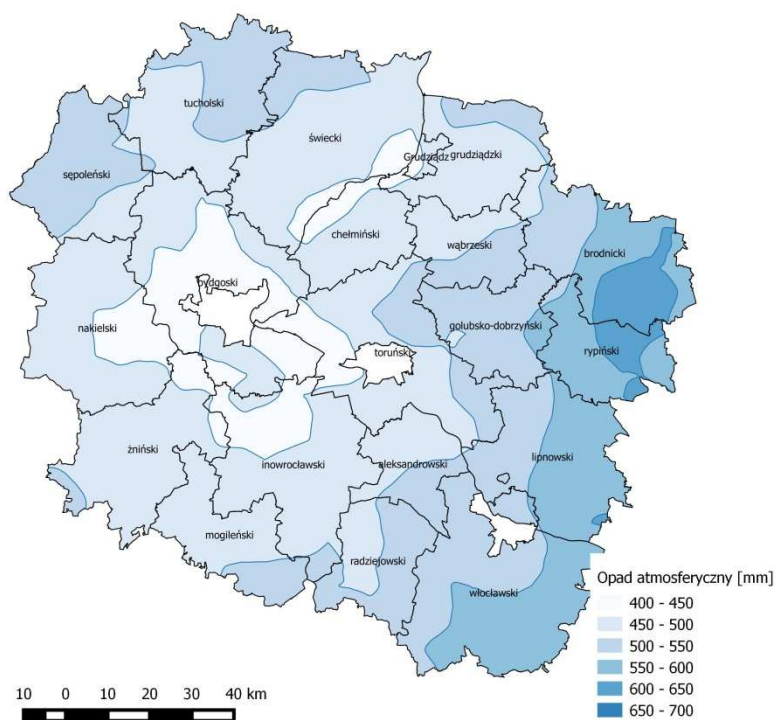 tucholski
świecki
sępoleński
Grudziądz
grudziądzki
chełmiński
wąbrzeski
brodnicki
bydgoski
nakielski
golubsko-dobrzyński
toruński
rypiński
żniński
inowrocławski
aleksandrowski
lipnowski
mogileński
radziejowski
włocławski
Opad atmosferyczny [mm]
400 - 450
450 - 500
500 - 550
550 - 600
600 - 650
650 - 700
10 0 10 20 30 40 km